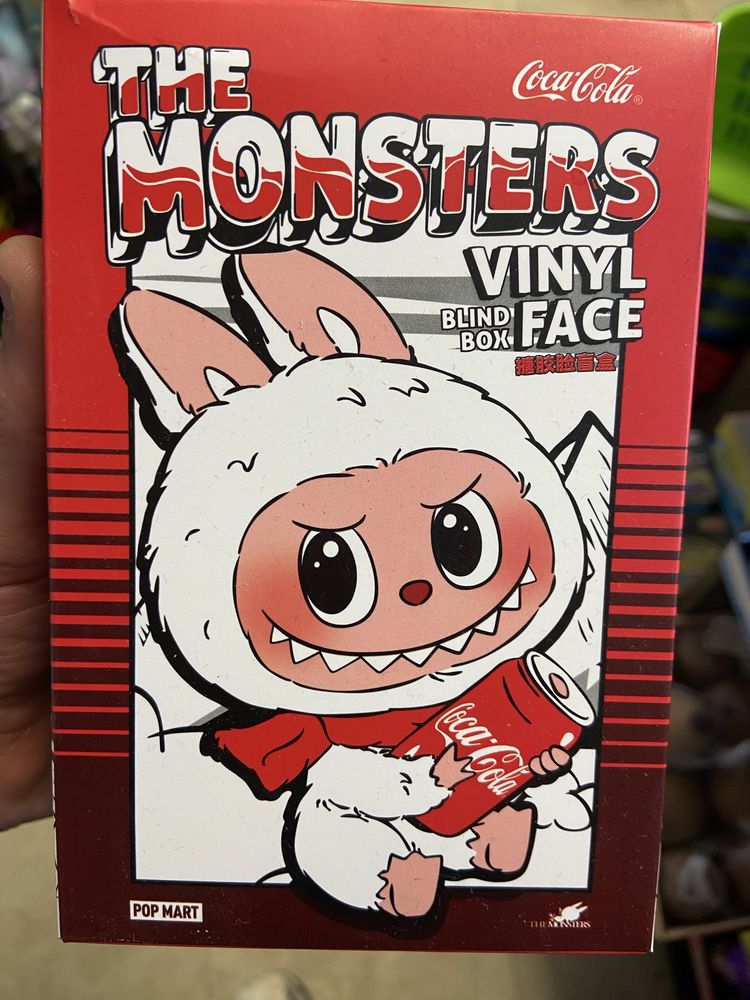 THE
Coca-Cola®
MONSTERS
VINYL
BLIND
BOX
FACE
搪胶脸盲盒
Coca-Cola
POP MART
THE MONSTERS